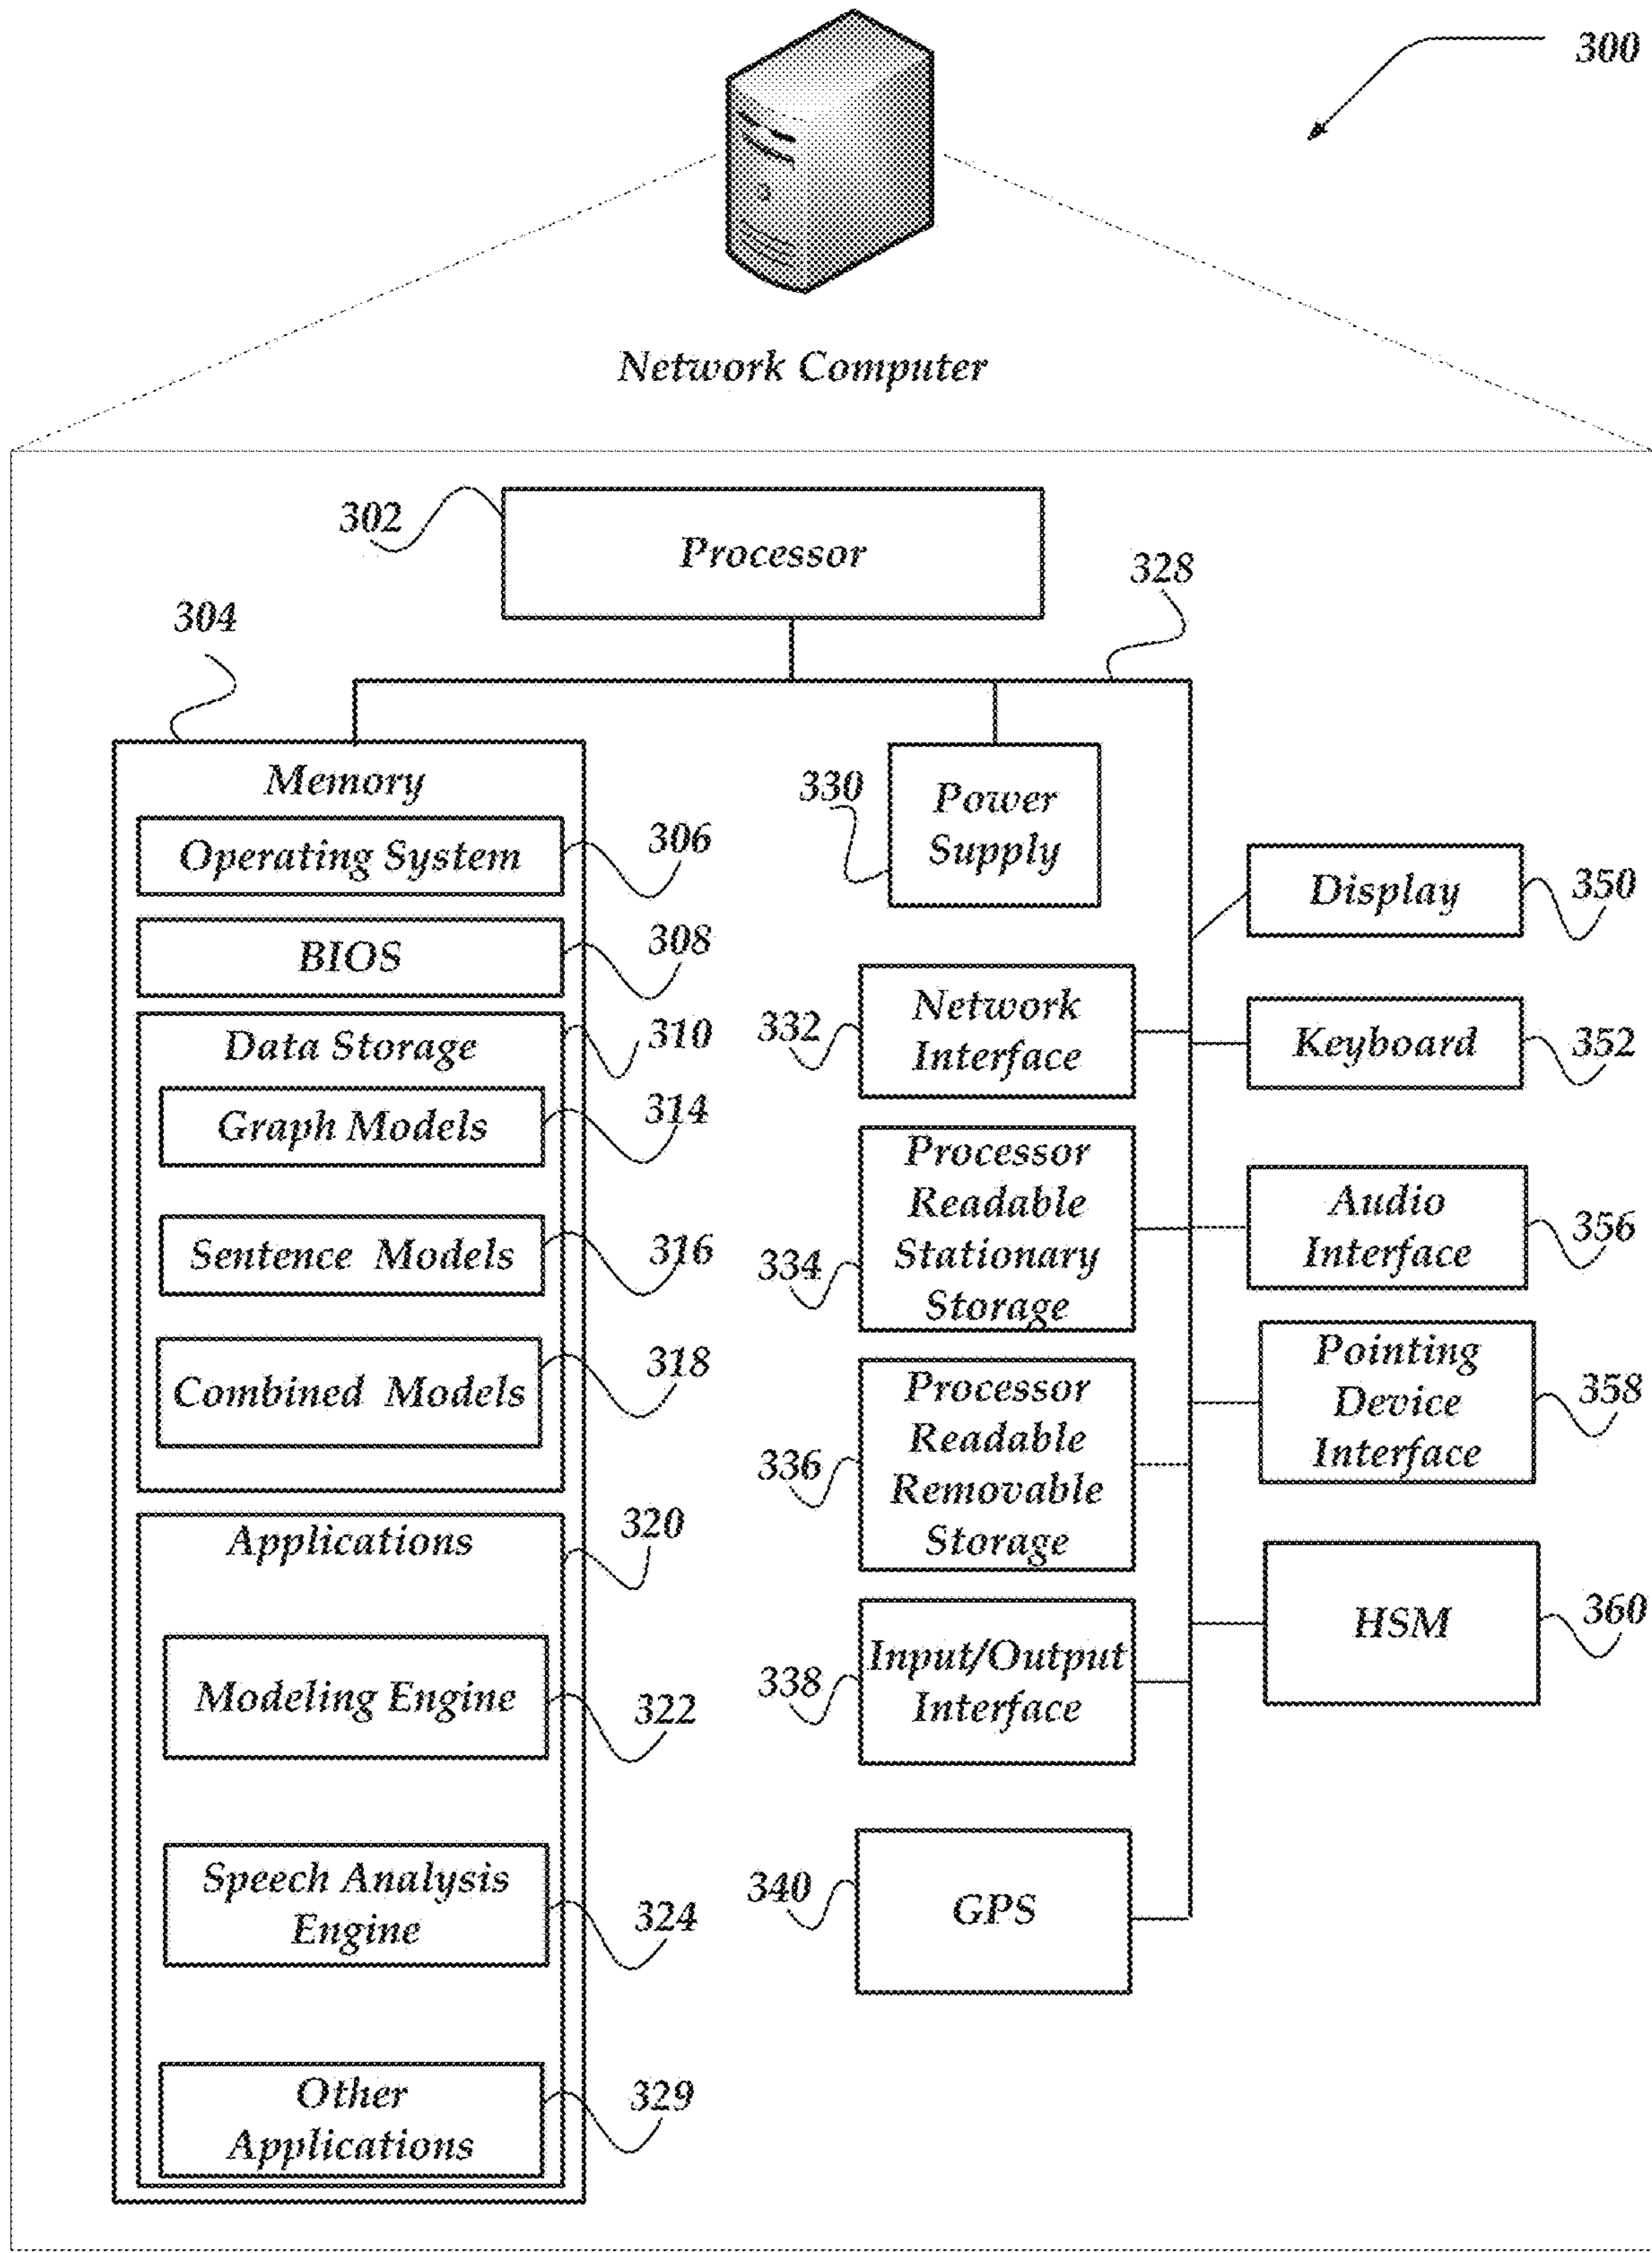 300
Network Computer
302
Processor
328
304
Memory
Operating System
306
BIOS
308
Data Storage
310
Graph Models
314
Sentence Models
316
Combined Models
318
Applications
320
Modeling Engine
322
Speech Analysis
Engine
324
Other
Applications
329
330
Power
Supply
332
Network
Interface
334
Processor
Readable
Stationary
Storage
336
Processor
Readable
Removable
Storage
338
Input/Output
Interface
340
GPS
Display
350
Keyboard
352
Audio
Interface
356
Pointing
Device
Interface
358
HSM
360